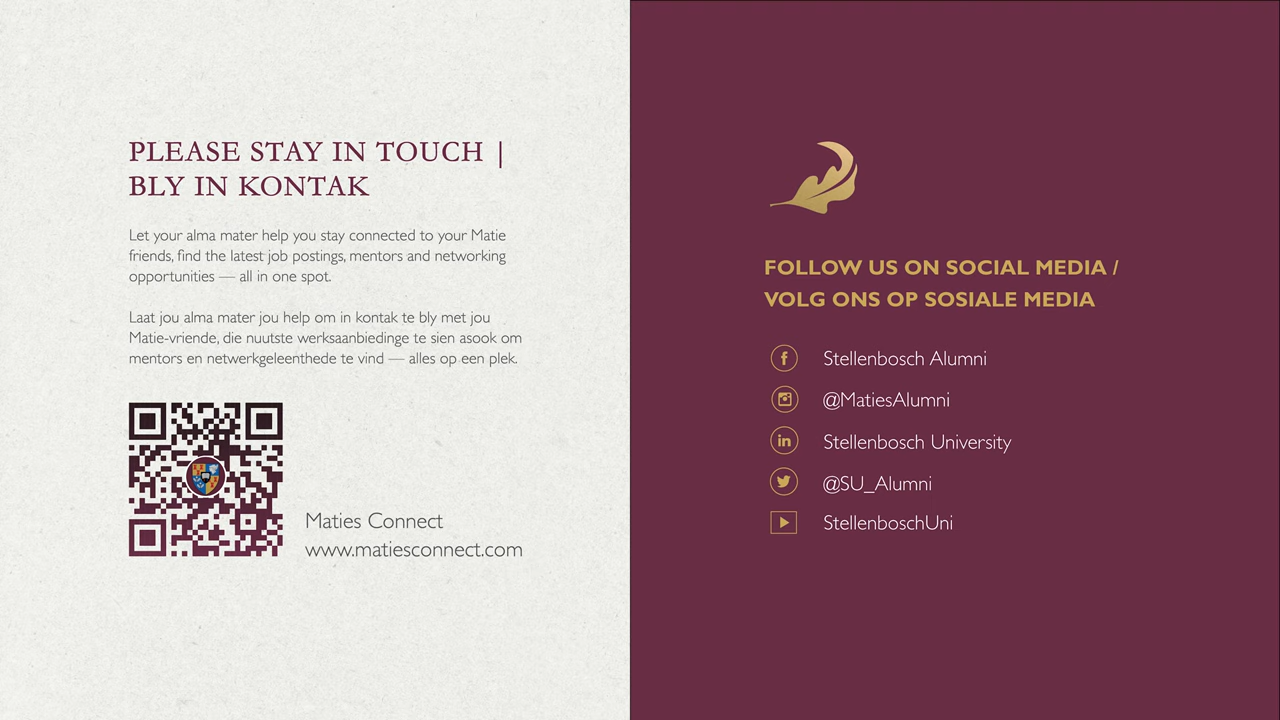 PLEASE STAY IN TOUCH |
BLY IN KONTAK
Let your alma mater help you stay connected to your Matie
friends, find the latest job postings, mentors and networking
opportunities — all in one spot.
Laat jou alma mater jou help om in kontak te bly met jou
Matie-vriende, die nuutste werksaanbiedinge te sien asook om
mentors en netwerkgeleenthede te vind — alles op een plek.
Maties Connect
www.matiesconnect.com
FOLLOW US ON SOCIAL MEDIA /
VOLG ONS OP SOSIALE MEDIA
Stellenbosch Alumni
@MatiesAlumni
Stellenbosch University
@SU_Alumni
StellenboschUni